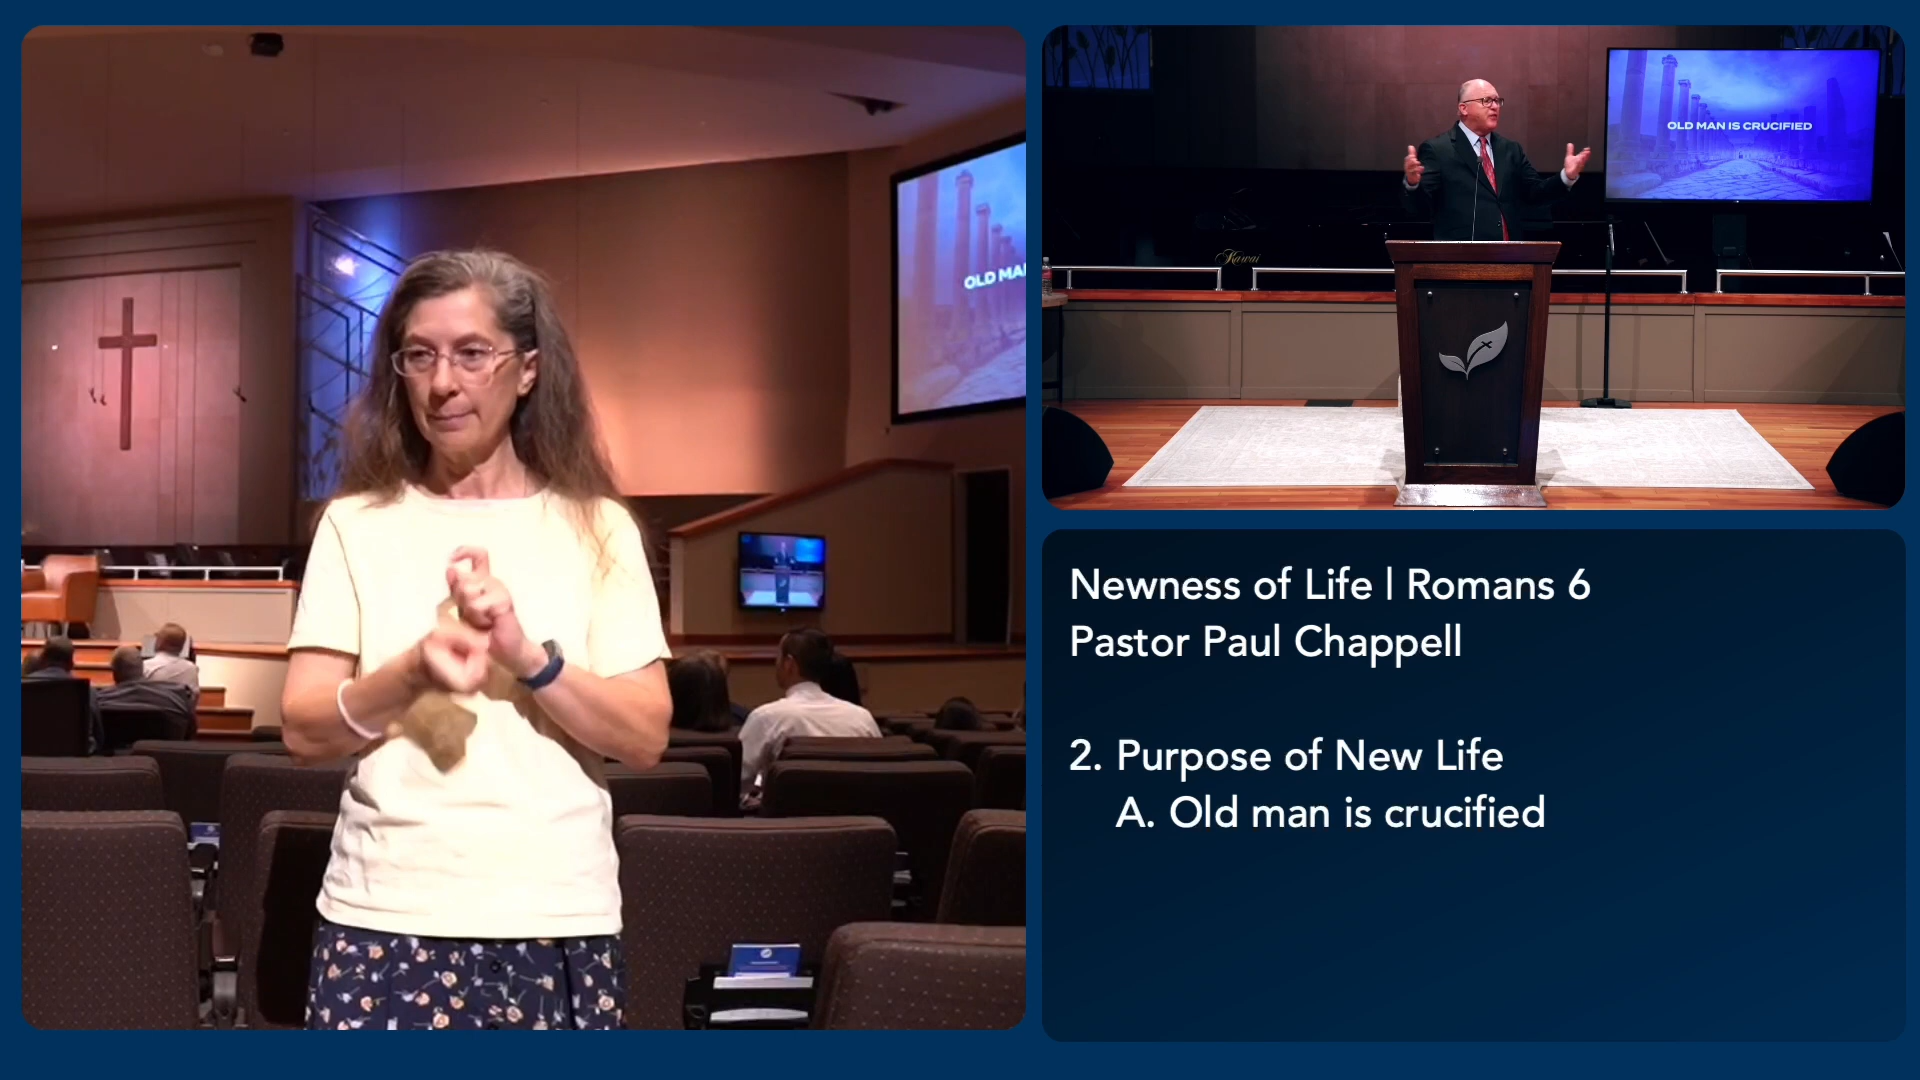 OLD MA
OLD MAN IS CRUCIFIED
Kawai
Newness of Life | Romans 6
Pastor Paul Chappell
2. Purpose of New Life
A. Old man is crucified